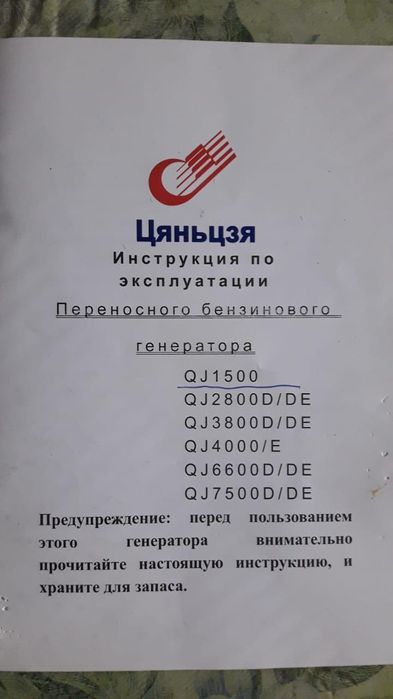 Цяньцзя
Инструкция по
эксплуатации
Переносного бензинового
генератора
QJ1500
QJ2800D/DE
QJ3800D/DE
QJ4000/E
QJ6600D/DE
QJ7500D/DE
Предупреждение: перед пользованием
этого генератора внимательно
прочитайте настоящую инструкцию, и
храните для запаса.